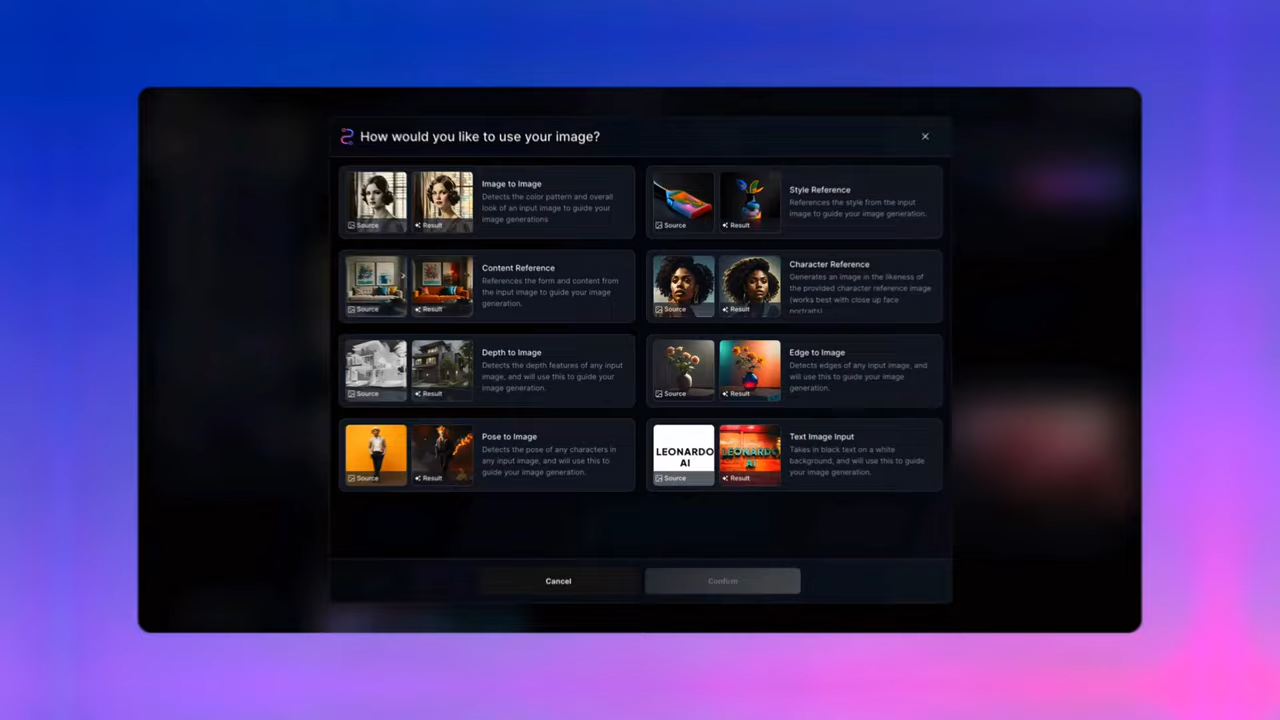 How would you like to use your image?
Image to Image
Detects the color pattern and overall
look of an input image to guide your
image generations
Source
Result
Style Reference
References the style from the input
image to guide your image generation.
Source
Result
Content Reference
References the form and content from
the input image to guide your image
generation.
Source
Result
Character Reference
Generates an image in the likeness of
the provided character reference image
(works best with close up face
portraits)
Source
Result
Depth to Image
Detects the depth features of any input
image, and will use this to guide your
image generation.
Source
Result
Edge to Image
Detects edges of any input image, and
will use this to guide your image
generation.
Source
Result
Pose to Image
Detects the pose of any characters in
any input image, and will use this to
guide your image generation.
Source
Result
LEONARDO
AI
Source
LEONARDO
AI
Result
Text Image Input
Takes in black text on a white
background, and will use this to guide
your image generation.
Cancel
Confirm